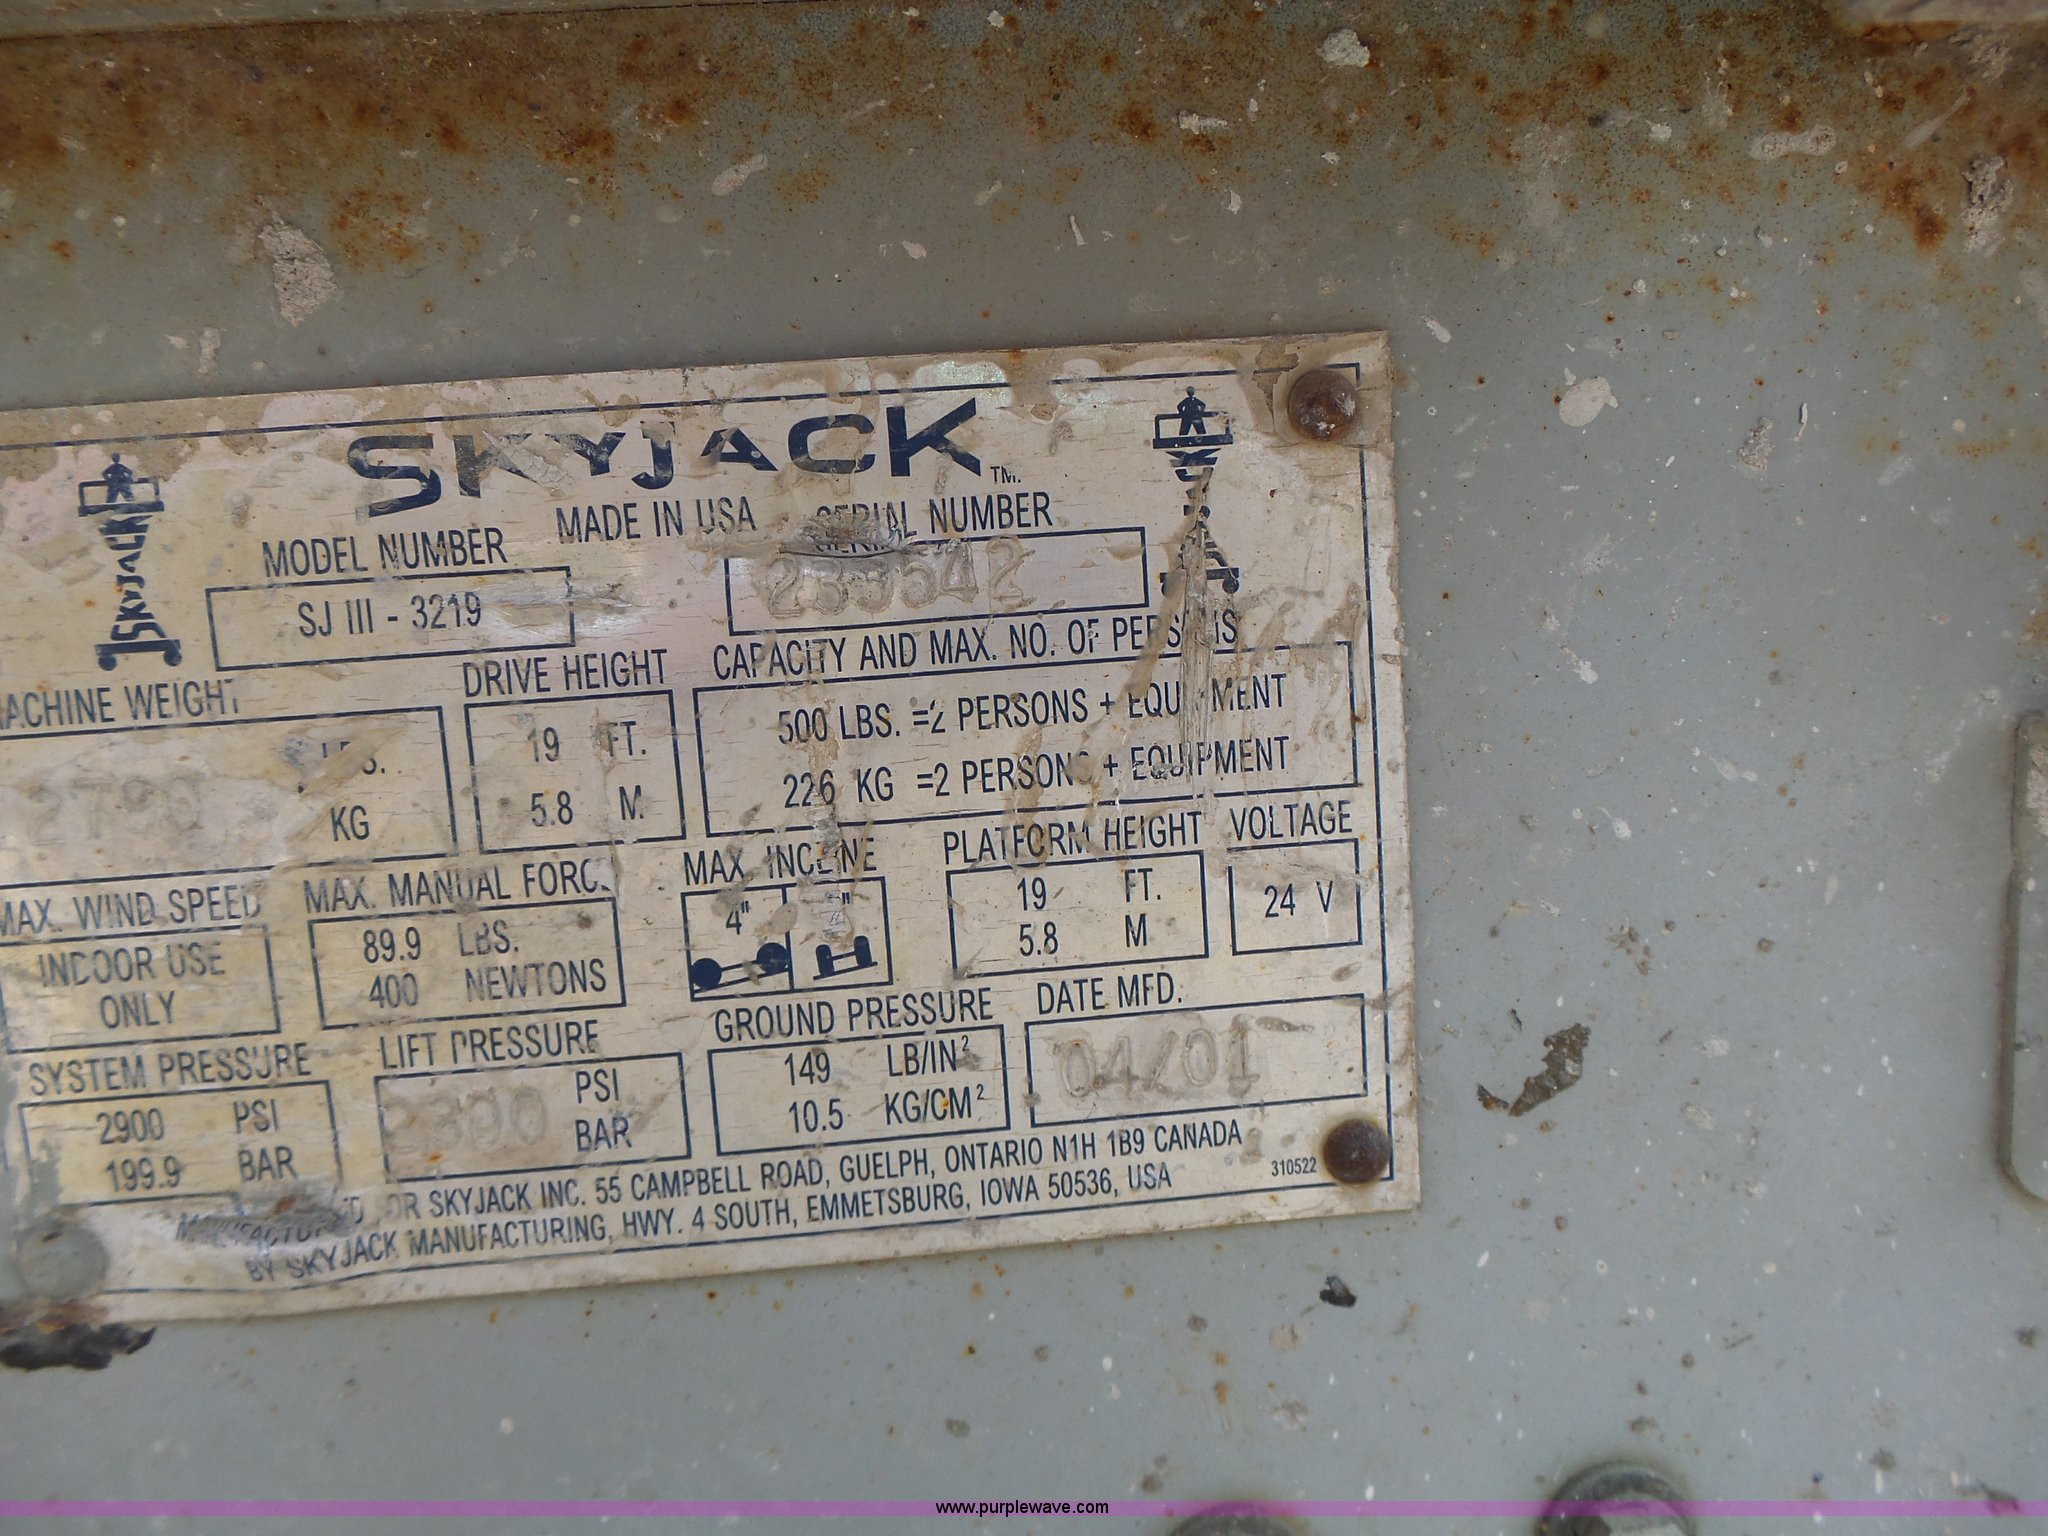 SKYJACK TM.
SKYJACK
MADE IN USA
MODEL NUMBER
SERIAL NUMBER
SJ III - 3219
MACHINE WEIGHT
LBS.
KG
DRIVE HEIGHT
19 FT.
5.8 M
CAPACITY AND MAX. NO. OF PERSONS
500 LBS. =2 PERSONS + EQUIPMENT
226 KG =2 PERSONS + EQUIPMENT
MAX. WIND SPEED
INDOOR USE
ONLY
MAX. MANUAL FORCE
89.9 LBS.
400 NEWTONS
MAX. INCLINE
4"
PLATFORM HEIGHT
19 FT.
5.8 M
VOLTAGE
24 V
SYSTEM PRESSURE
2900 PSI
199.9 BAR
LIFT PRESSURE
PSI
BAR
GROUND PRESSURE
149 LB/IN²
10.5 KG/CM²
DATE MFD.
04/01
MANUFACTURED FOR SKYJACK INC. 55 CAMPBELL ROAD, GUELPH, ONTARIO N1H 1B9 CANADA
BY SKYJACK MANUFACTURING, HWY. 4 SOUTH, EMMETSBURG, IOWA 50536, USA
310522
www.purplewave.com